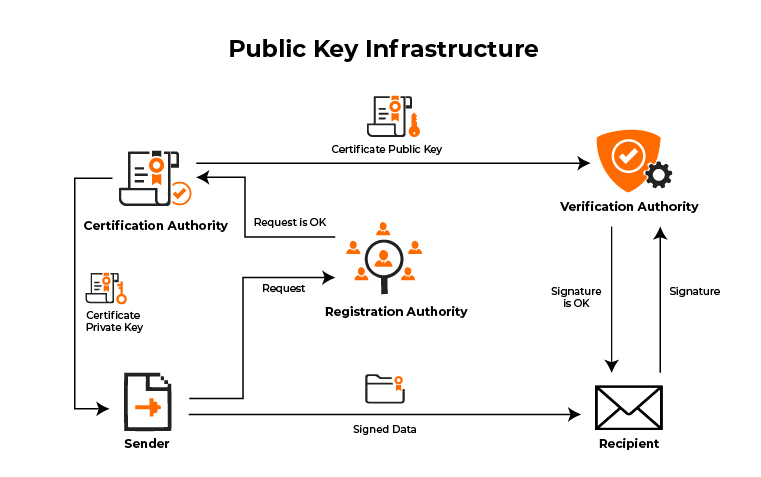 Public Key Infrastructure
Certificate Public Key
Certification Authority
Verification Authority
Request is OK
Request
Registration Authority
Signature
is OK
Signature
Certificate
Private Key
Signed Data
Sender
Recipient